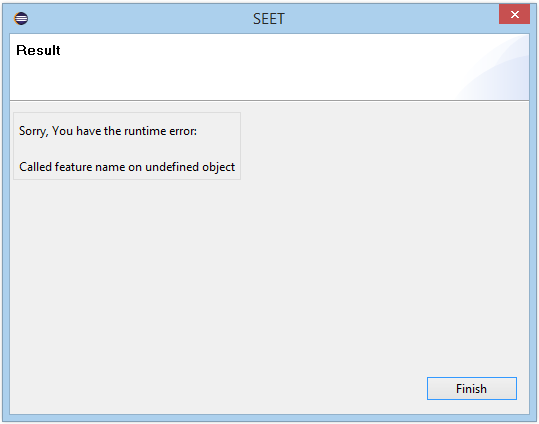 SEET
Result
Sorry, You have the runtime error:
Called feature name on undefined object
Finish